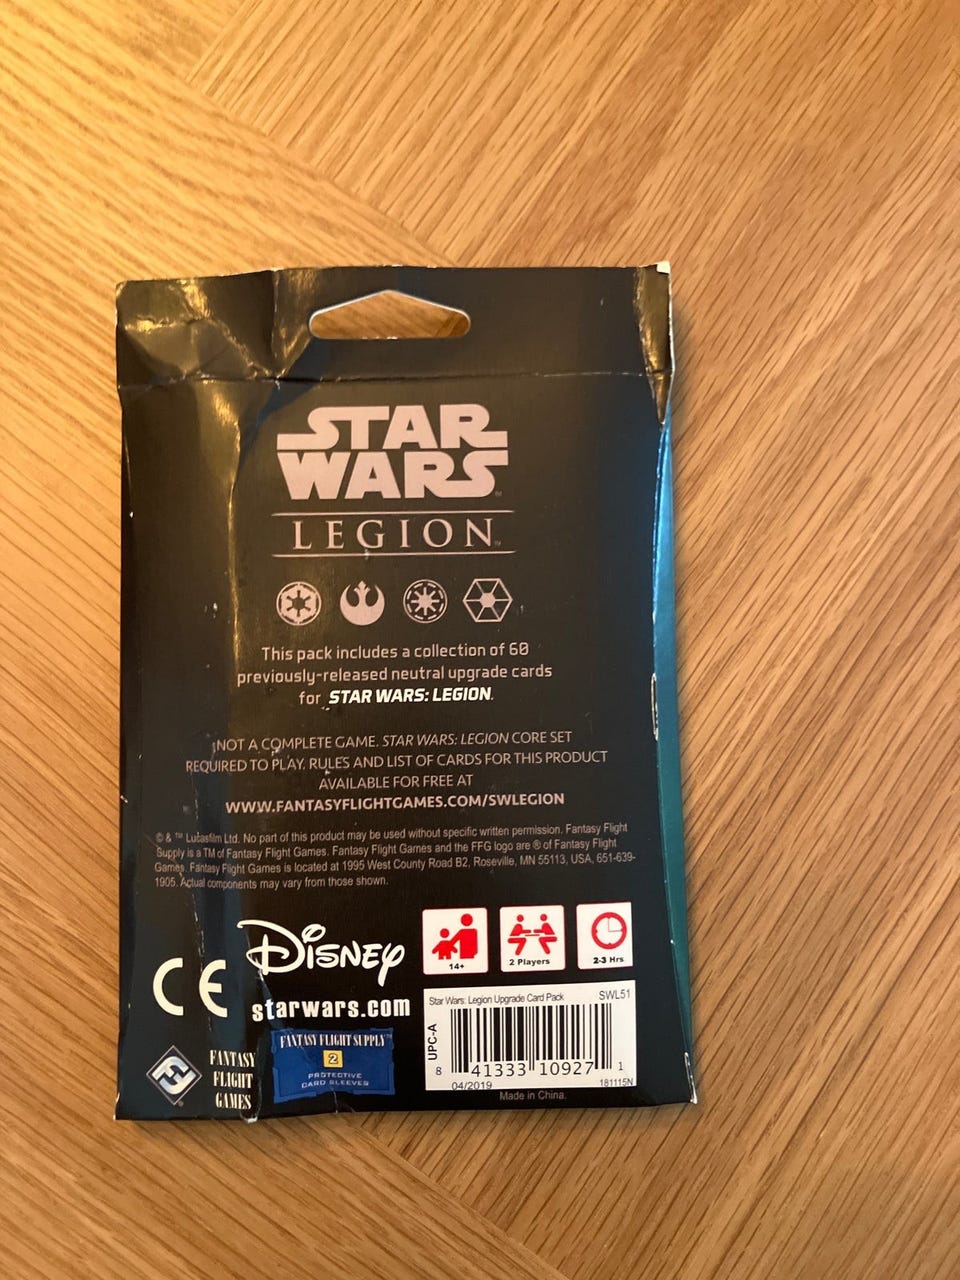 STAR
WARS
LEGION
This pack includes a collection of 60
previously-released neutral upgrade cards
for STAR WARS: LEGION.
NOT A COMPLETE GAME. STAR WARS: LEGION CORE SET
REQUIRED TO PLAY. RULES AND LIST OF CARDS FOR THIS PRODUCT
AVAILABLE FOR FREE AT
WWW.FANTASYFLIGHTGAMES.COM/SWLEGION
© & ™ Lucasfilm Ltd. No part of this product may be used without specific written permission. Fantasy Flight
Supply is a TM of Fantasy Flight Games. Fantasy Flight Games and the FFG logo are ® of Fantasy Flight
Games. Fantasy Flight Games is located at 1995 West County Road B2, Roseville, MN 55113, USA, 651-639-
1905. Actual components may vary from those shown.
CE
DISNEY
starwars.com
14+
2 Players
2-3 Hrs
Star Wars: Legion Upgrade Card Pack SWL51
UPC-A
8 41333 10927 1
04/2019 181115N
Made in China.
FANTASY
FLIGHT
GAMES
FANTASY FLIGHT SUPPLY™
2
PROTECTIVE
CARD SLEEVES